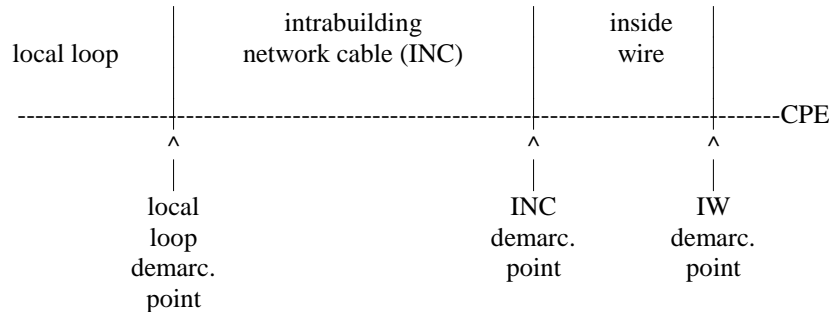 local loop
intrabuilding
network cable (INC)
inside
wire
CPE
^
^
^
local
loop
demarc.
point
INC
demarc.
point
IW
demarc.
point